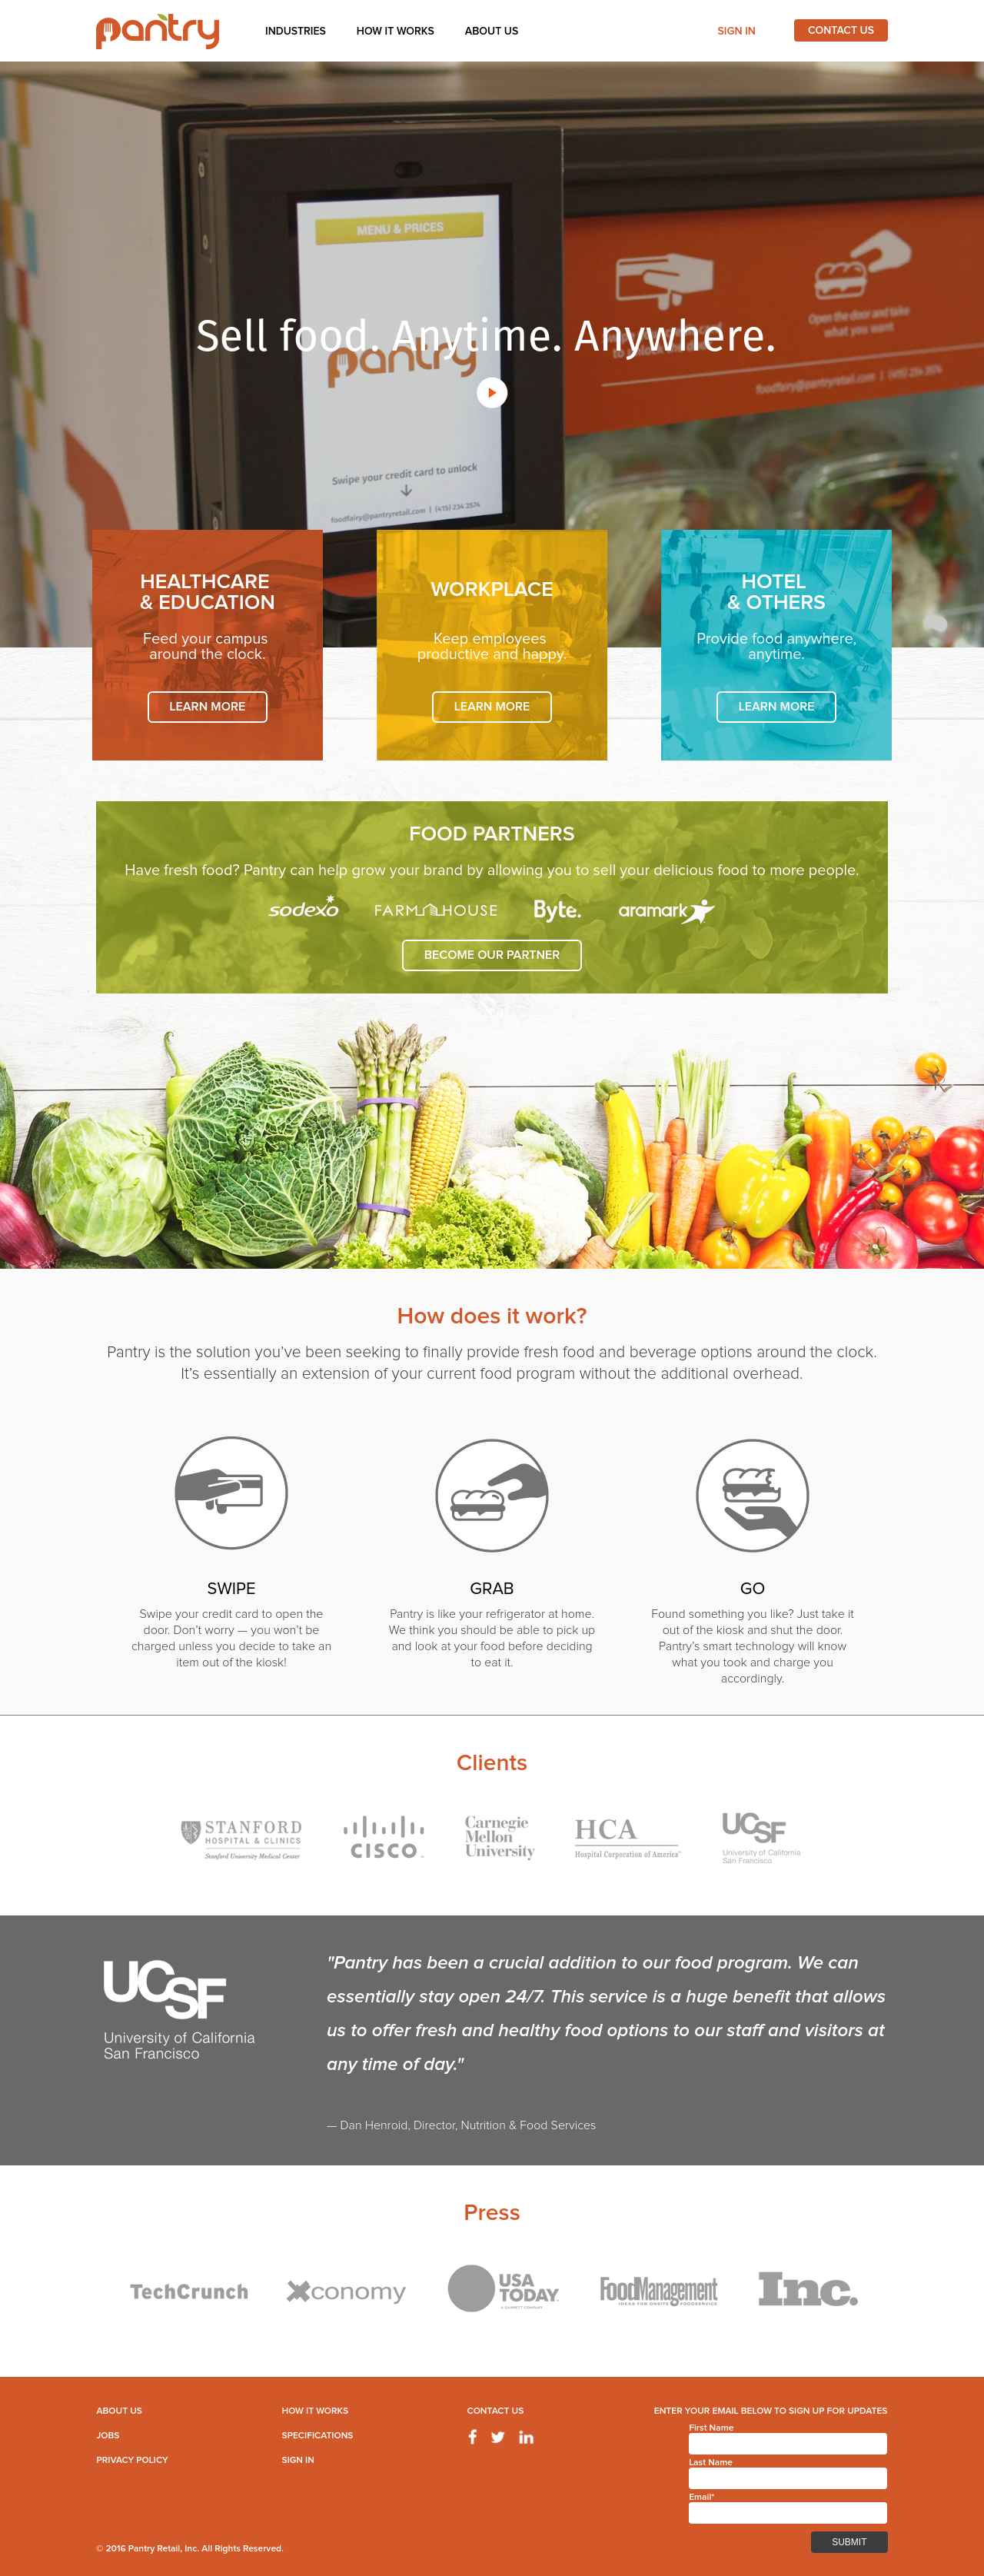 pantry
INDUSTRIES
HOW IT WORKS
ABOUT US
SIGN IN
CONTACT US
MENU & PRICES
Open the door and take
what you want
Sell food. Anytime. Anywhere.
pantry
foodfairy@pantryretail.com | (415) 234 3574
Swipe your credit card to unlock
foodfairy@pantryretail.com | (415) 234 3574
HEALTHCARE
& EDUCATION
Feed your campus
around the clock.
LEARN MORE
WORKPLACE
Keep employees
productive and happy.
LEARN MORE
HOTEL
& OTHERS
Provide food anywhere,
anytime.
LEARN MORE
FOOD PARTNERS
Have fresh food? Pantry can help grow your brand by allowing you to sell your delicious food to more people.
sodexo
FARMHOUSE
Byte.
aramark
BECOME OUR PARTNER
How does it work?
Pantry is the solution you’ve been seeking to finally provide fresh food and beverage options around the clock.
It’s essentially an extension of your current food program without the additional overhead.
SWIPE
Swipe your credit card to open the
door. Don’t worry — you won’t be
charged unless you decide to take an
item out of the kiosk!
GRAB
Pantry is like your refrigerator at home.
We think you should be able to pick up
and look at your food before deciding
to eat it.
GO
Found something you like? Just take it
out of the kiosk and shut the door.
Pantry’s smart technology will know
what you took and charge you
accordingly.
Clients
STANFORD
HOSPITAL & CLINICS
Stanford University Medical Center
CISCO™
Carnegie
Mellon
University
HCA
Hospital Corporation of America™
UCSF
University of California
San Francisco
UCSF
University of California
San Francisco
"Pantry has been a crucial addition to our food program. We can
essentially stay open 24/7. This service is a huge benefit that allows
us to offer fresh and healthy food options to our staff and visitors at
any time of day."
— Dan Henroid, Director, Nutrition & Food Services
Press
TechCrunch
Xconomy
USA
TODAY
A GANNETT COMPANY
FoodManagement
IDEAS FOR ONSITE FOODSERVICE
Inc.
ABOUT US
JOBS
PRIVACY POLICY
HOW IT WORKS
SPECIFICATIONS
SIGN IN
CONTACT US
ENTER YOUR EMAIL BELOW TO SIGN UP FOR UPDATES
First Name
Last Name
Email*
SUBMIT
© 2016 Pantry Retail, Inc. All Rights Reserved.